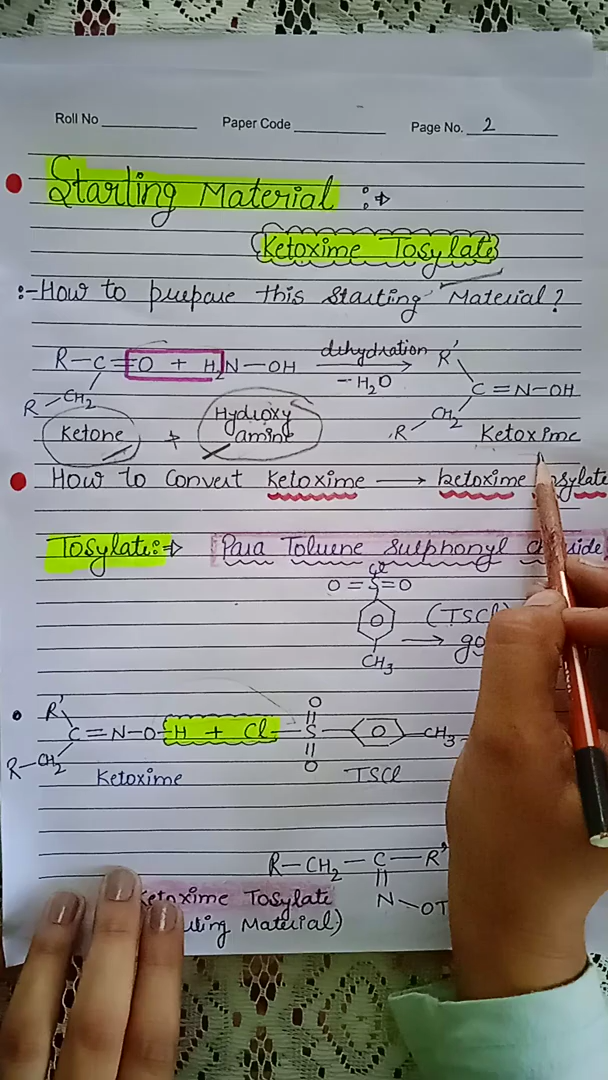 Roll No Paper Code Page No. 2
Starting Material :→
Ketoxime Tosylate
:- How to prepare this Starting Material?
R-C=O + H2N-OH dehydration -H2O R' C=N-OH
R CH2 R CH2
Ketone + Hydroxy amine Ketoxime
How to convert Ketoxime → ketoxime
Tosylate:⇒ Para Toluene Sulphonyl
Cl
O=S=O
(TSCl)
CH3 →
R' C=N-O-H + Cl-S-CH3
O
O
R-CH2
Ketoxime TSCl
R-CH2-C-R'
N-OT
Ketoxime Tosylate
Material)